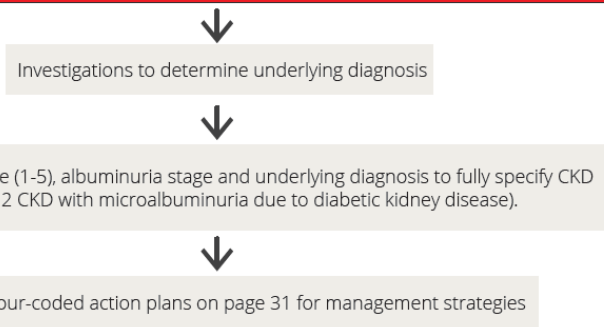 Investigations to determine underlying diagnosis
(1-5), albuminuria stage and underlying diagnosis to fully specify CKD
2 CKD with microalbuminuria due to diabetic kidney disease).
our-coded action plans on page 31 for management strategies